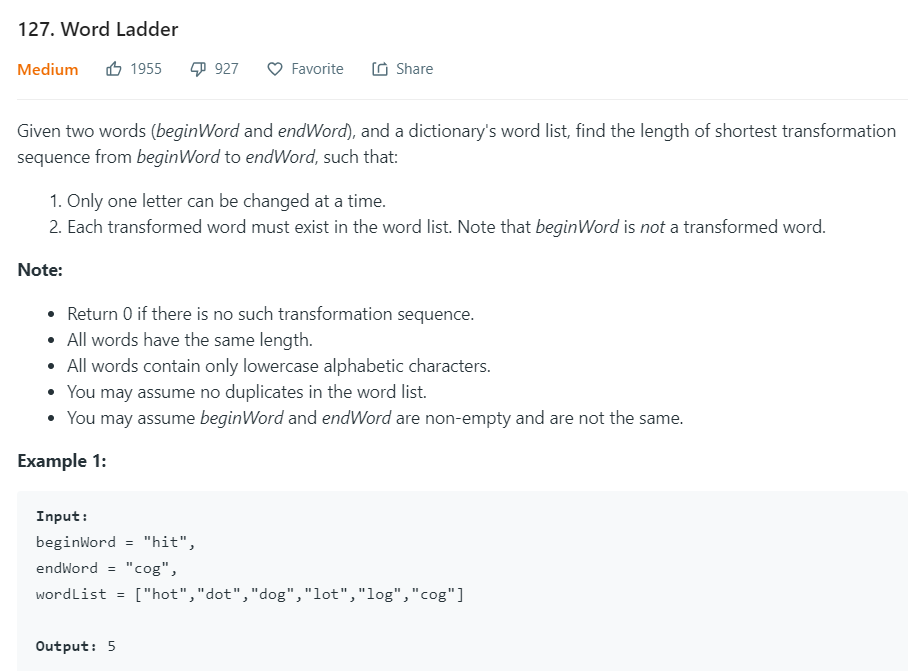 127. Word Ladder
Medium 1955 927 Favorite Share
Given two words (beginWord and endWord), and a dictionary's word list, find the length of shortest transformation
sequence from beginWord to endWord, such that:
1. Only one letter can be changed at a time.
2. Each transformed word must exist in the word list. Note that beginWord is not a transformed word.
Note:
• Return 0 if there is no such transformation sequence.
• All words have the same length.
• All words contain only lowercase alphabetic characters.
• You may assume no duplicates in the word list.
• You may assume beginWord and endWord are non-empty and are not the same.
Example 1:
Input:
beginWord = "hit",
endWord = "cog",
wordList = ["hot","dot","dog","lot","log","cog"]
Output: 5